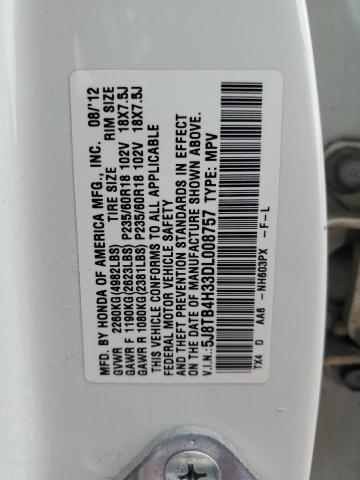 MFD. BY HONDA OF AMERICA MFG., INC. 08/'12
TIRE SIZE RIM SIZE
GVWR 2260KG(4982LBS)
GAWR F 1190KG(2623LBS) P235/60R18 102V 18X7.5J
GAWR R 1080KG(2381LBS) P235/60R18 102V 18X7.5J
THIS VEHICLE CONFORMS TO ALL APPLICABLE
FEDERAL MOTOR VEHICLE SAFETY
AND THEFT PREVENTION STANDARDS IN EFFECT
ON THE DATE OF MANUFACTURE SHOWN ABOVE.
V.I.N.: 5J8TB4H33DL008757 TYPE: MPV
TX4 D AA6 -NH603PX -F-L